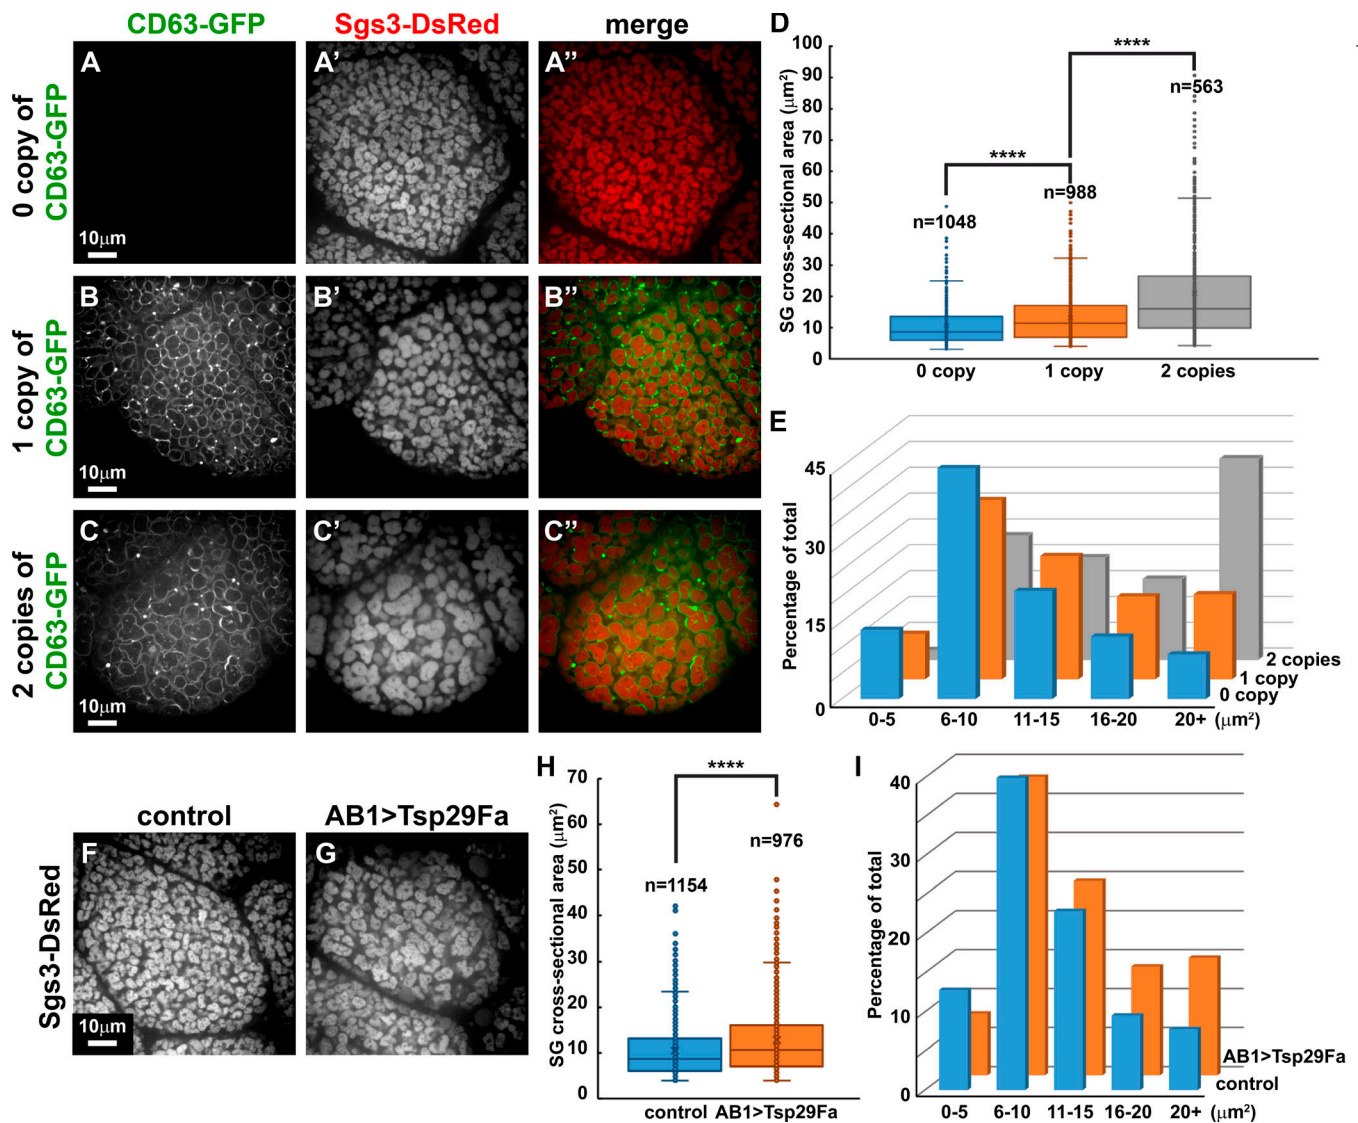 CD63-GFP
Sgs3-DsRed
merge
0 copy of
CD63-GFP
A
10μm
A'
A"
1 copy of
CD63-GFP
B
10μm
B'
B"
2 copies of
CD63-GFP
C
10μm
C'
C"
D
SG cross-sectional area (μm²)
100
90
80
70
60
50
40
30
20
10
0
****
****
n=1048
n=988
n=563
0 copy
1 copy
2 copies
E
Percentage of total
45
30
15
0
2 copies
1 copy
0 copy
0-5
6-10
11-15
16-20
20+ (μm²)
control
AB1>Tsp29Fa
Sgs3-DsRed
F
10μm
G
H
SG cross-sectional area (μm²)
70
60
50
40
30
20
10
0
****
n=1154
n=976
control
AB1>Tsp29Fa
I
Percentage of total
40
30
20
10
0
AB1>Tsp29Fa
control
0-5
6-10
11-15
16-20
20+ (μm²)